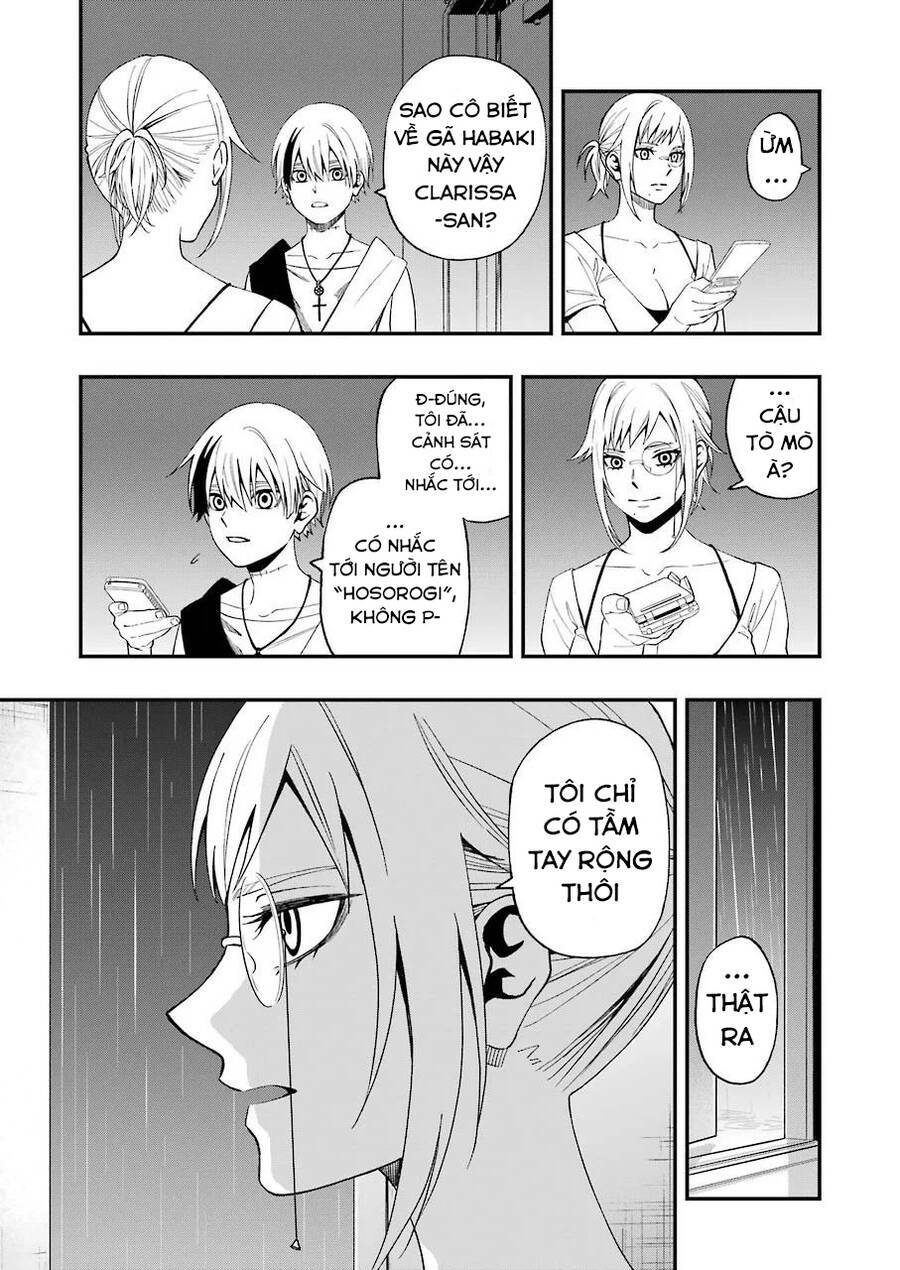 ỪM
...
SAO CÔ BIẾT
VỀ GÃ HABAKI
NÀY VẬY
CLARISSA
-SAN?
...
CẬU
TÒ MÒ
À?
Đ-ĐÚNG,
TÔI ĐÃ...
CẢNH SÁT
CÓ...
NHẮC TỚI...
...
CÓ NHẮC
TỚI NGƯỜI TÊN
“HOSOROGI”,
KHÔNG P-
...
THẬT
RA
TÔI CHỈ
CÓ TẦM
TAY RỘNG
THÔI